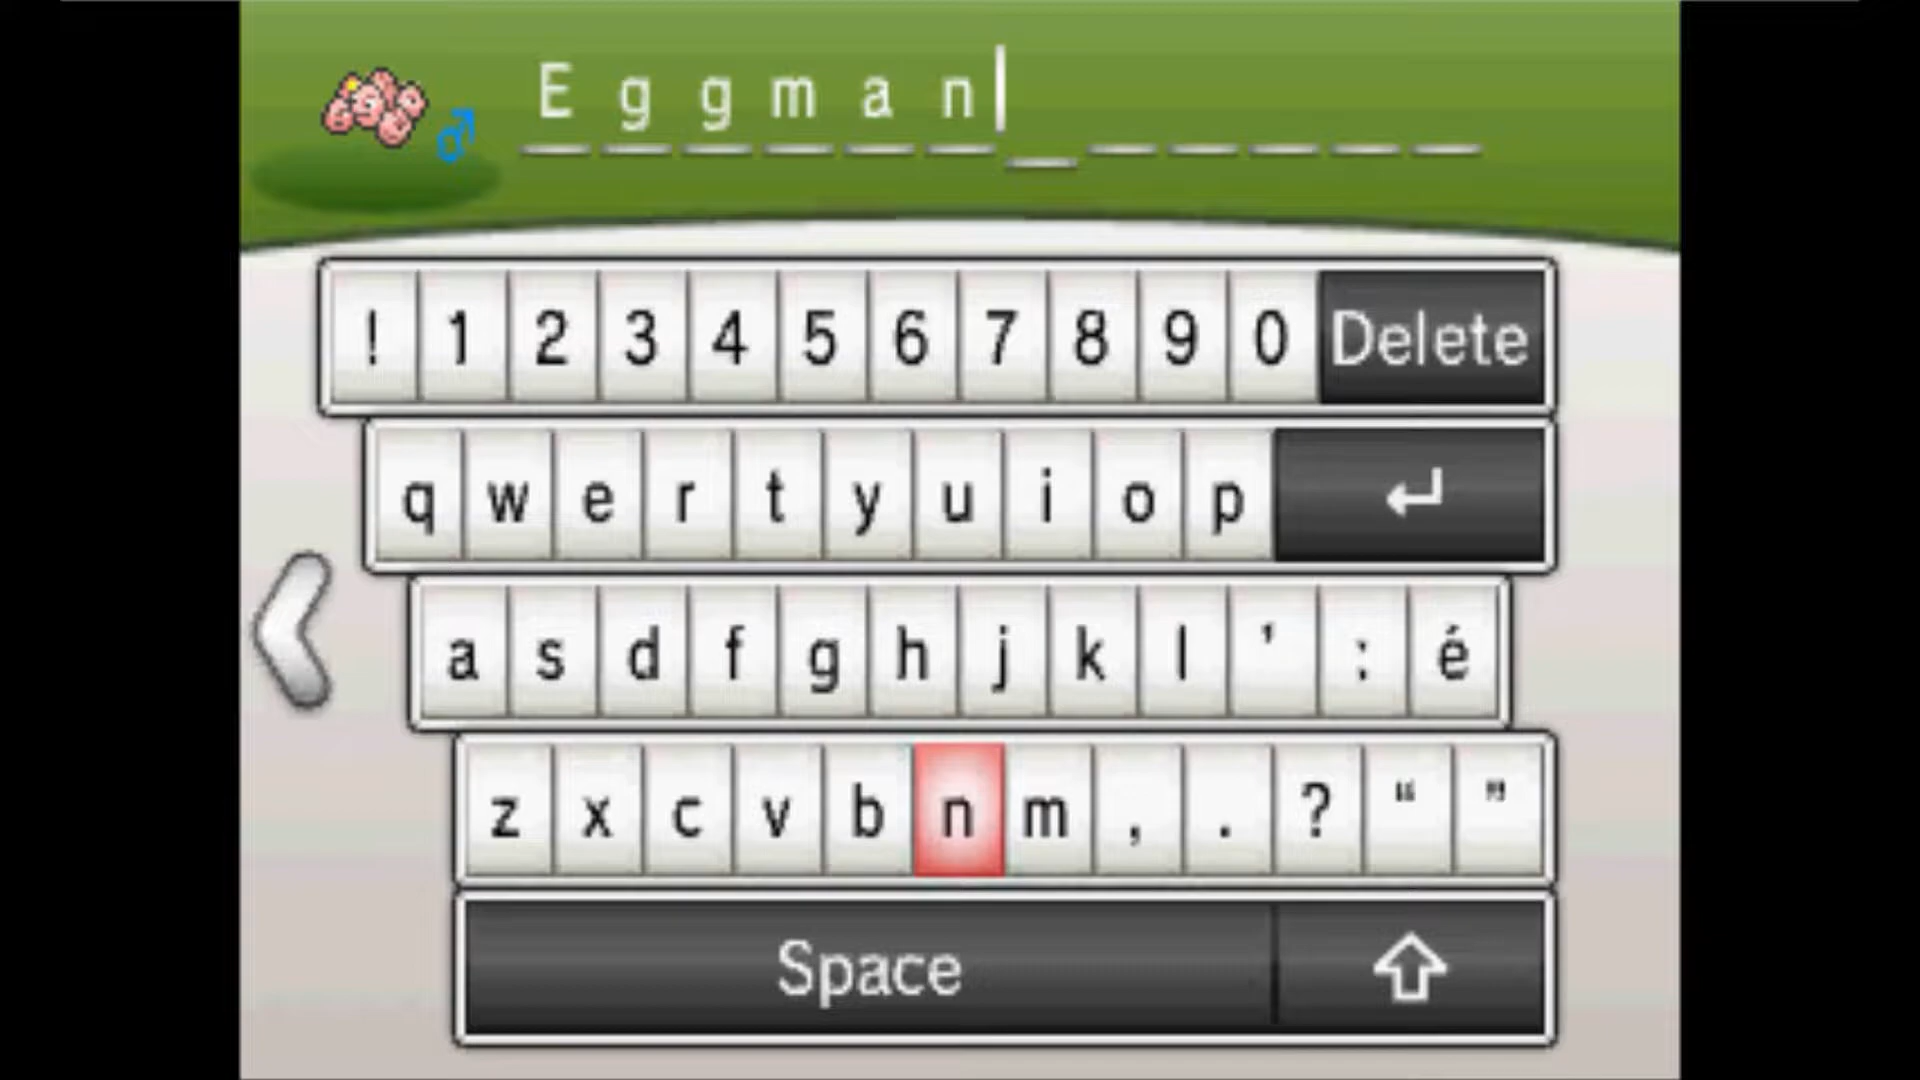 Eggman
! 1 2 3 4 5 6 7 8 9 0 Delete
q w e r t y u i o p
a s d f g h j k l ' : é
z x c v b n m , . ? “ ”
Space